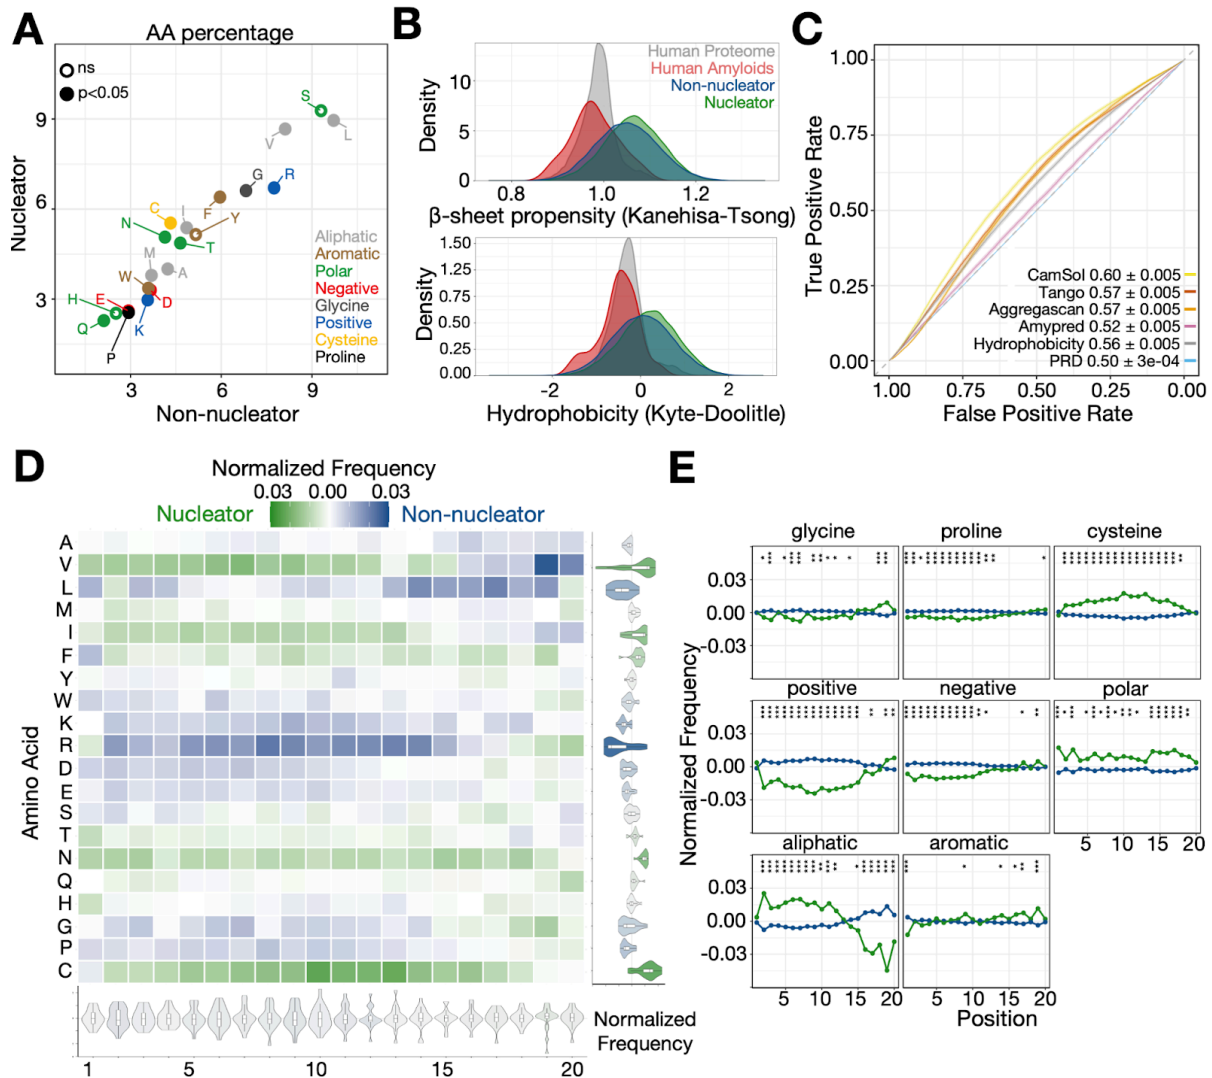 A
AA percentage
ns
p<0.05
S
V
L
G
R
F
C
I
Y
N
T
M
A
W
H
E
D
Q
K
P
Aliphatic
Aromatic
Polar
Negative
Glycine
Positive
Cysteine
Proline
9
6
3
Nucleator
3
6
9
Non-nucleator
B
Human Proteome
Human Amyloids
Non-nucleator
Nucleator
Density
10
5
0
0.8
1.0
1.2
β-sheet propensity (Kanehisa-Tsong)
Density
1.50
1.25
1.00
0.75
0.50
0.25
0.00
-2
0
2
Hydrophobicity (Kyte-Doolitle)
C
True Positive Rate
1.00
0.75
0.50
0.25
0.00
CamSol 0.60 ± 0.005
Tango 0.57 ± 0.005
Aggregascan 0.57 ± 0.005
Amypred 0.52 ± 0.005
Hydrophobicity 0.56 ± 0.005
PRD 0.50 ± 3e-04
1.00
0.75
0.50
0.25
0.00
False Positive Rate
D
Normalized Frequency
0.03 0.00 0.03
Nucleator
Non-nucleator
Amino Acid
A
V
L
M
I
F
Y
W
K
R
D
E
S
T
N
Q
H
G
P
C
Normalized
Frequency
1
5
10
15
20
E
glycine
proline
cysteine
0.03
0.00
-0.03
positive
negative
polar
0.03
0.00
-0.03
5
10
15
20
aliphatic
aromatic
0.03
0.00
-0.03
5
10
15
20
5
10
15
20
Normalized Frequency
Position